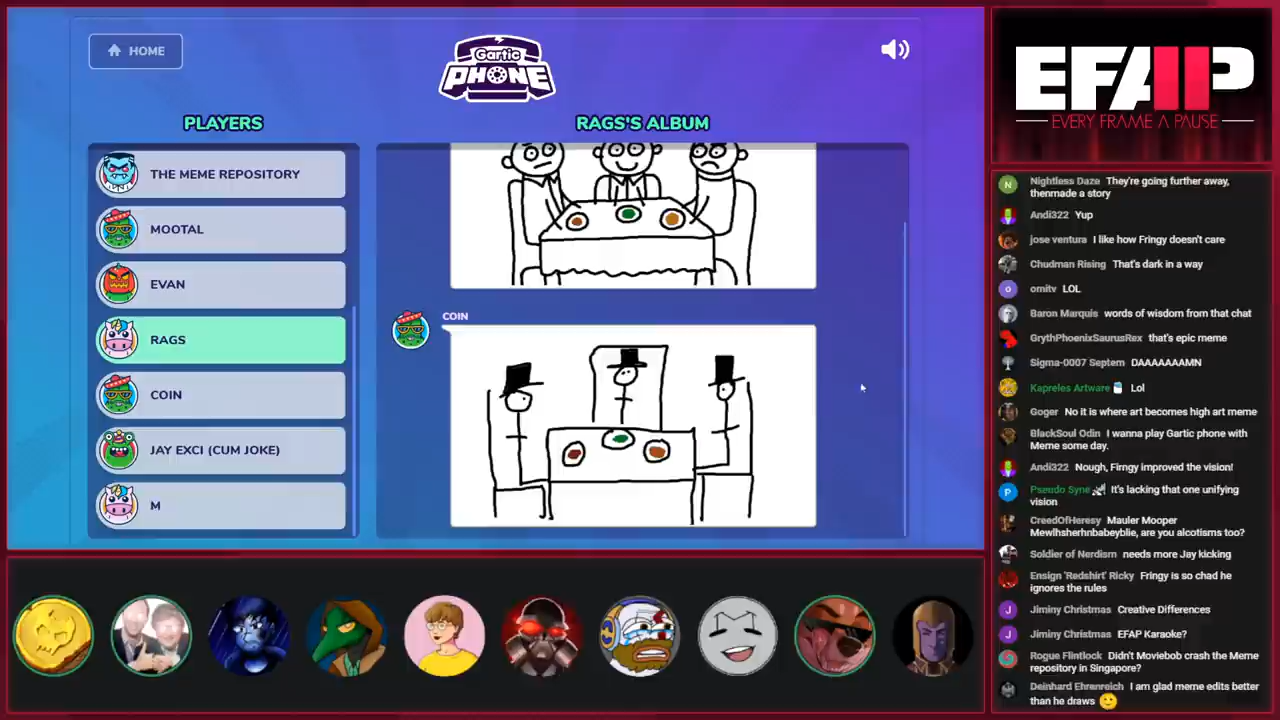 HOME
Gartic
PHONE
PLAYERS
RAGS'S ALBUM
THE MEME REPOSITORY
MOOTAL
EVAN
RAGS
COIN
JAY EXCI (CUM JOKE)
M
COIN
EFAP
EVERY FRAME A PAUSE
N
Nightless Daze They're going further away,
thenmade a story
Andi322 Yup
jose ventura I like how Fringy doesn't care
Chudman Rising That's dark in a way
o
omitv LOL
Baron Marquis words of wisdom from that chat
GrythPhoenixSaurusRex that's epic meme
Sigma-0007 Septem DAAAAAAAMN
Kapreles Artware Lol
Goger No it is where art becomes high art meme
BlackSoul Odin I wanna play Gartic phone with
Meme some day.
Andi322 Nough, Firngy improved the vision!
P
Pseudo Syne It's lacking that one unifying
vision
CreedOfHeresy Mauler Mooper
Mewlhsherhnbabeyblie, are you alcotisms too?
Soldier of Nerdism needs more Jay kicking
Ensign 'Redshirt' Ricky Fringy is so chad he
ignores the rules
J
Jiminy Christmas Creative Differences
J
Jiminy Christmas EFAP Karaoke?
Rogue Flintlock Didn't Moviebob crash the Meme
repository in Singapore?
Deinhard Ehrenreich I am glad meme edits better
than he draws